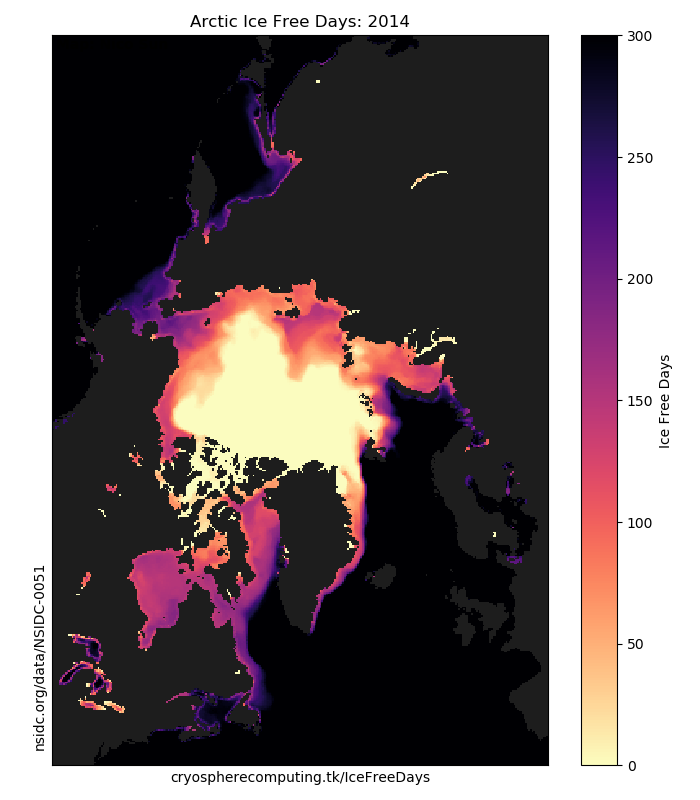 Arctic Ice Free Days: 2014
300
250
200
150
100
50
0
Ice Free Days
nsidc.org/data/NSIDC-0051
cryospherecomputing.tk/IceFreeDays